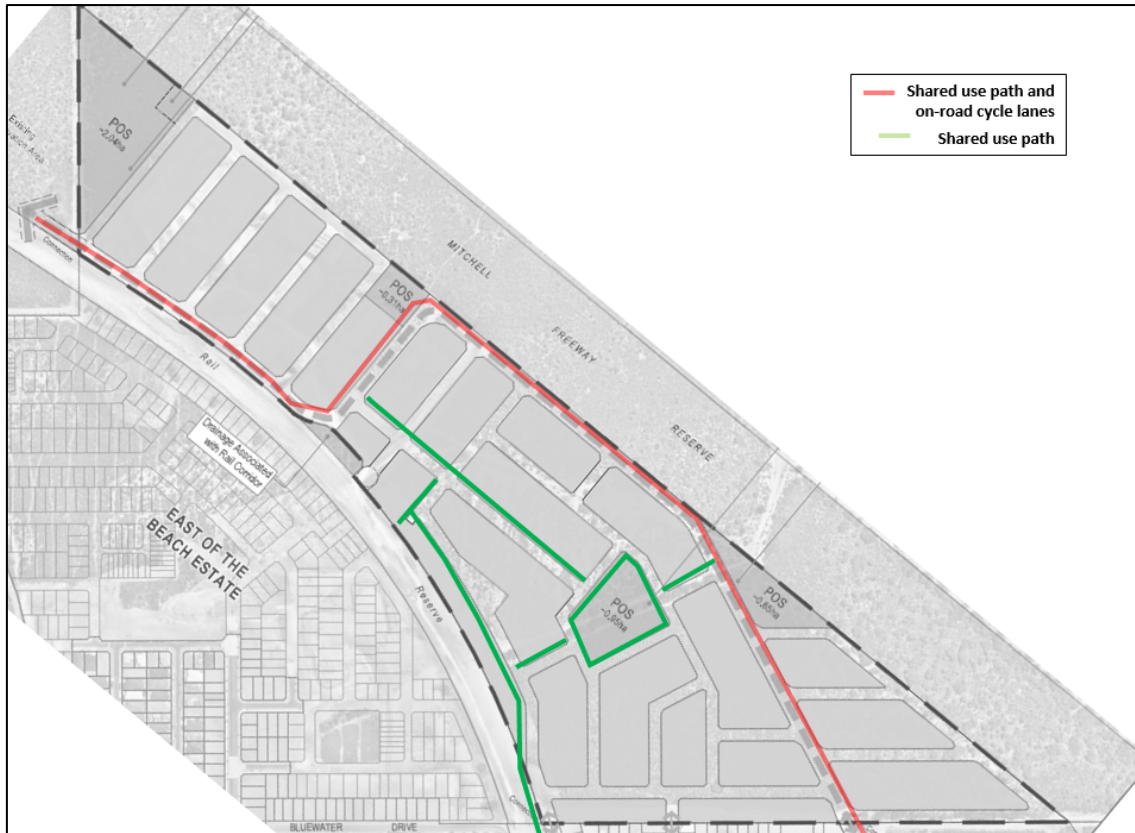 Shared use path and
on-road cycle lanes
Shared use path
POS
~2.04ha
Existing
Connection
MITCHELL
FREEWAY
RESERVE
POS
~0.31ha
Rail
Reserve
Drainage Associated
with Rail Corridor
EAST OF THE
BEACH ESTATE
POS
~0.95ha
POS
~0.65ha
BLUEWATER DRIVE